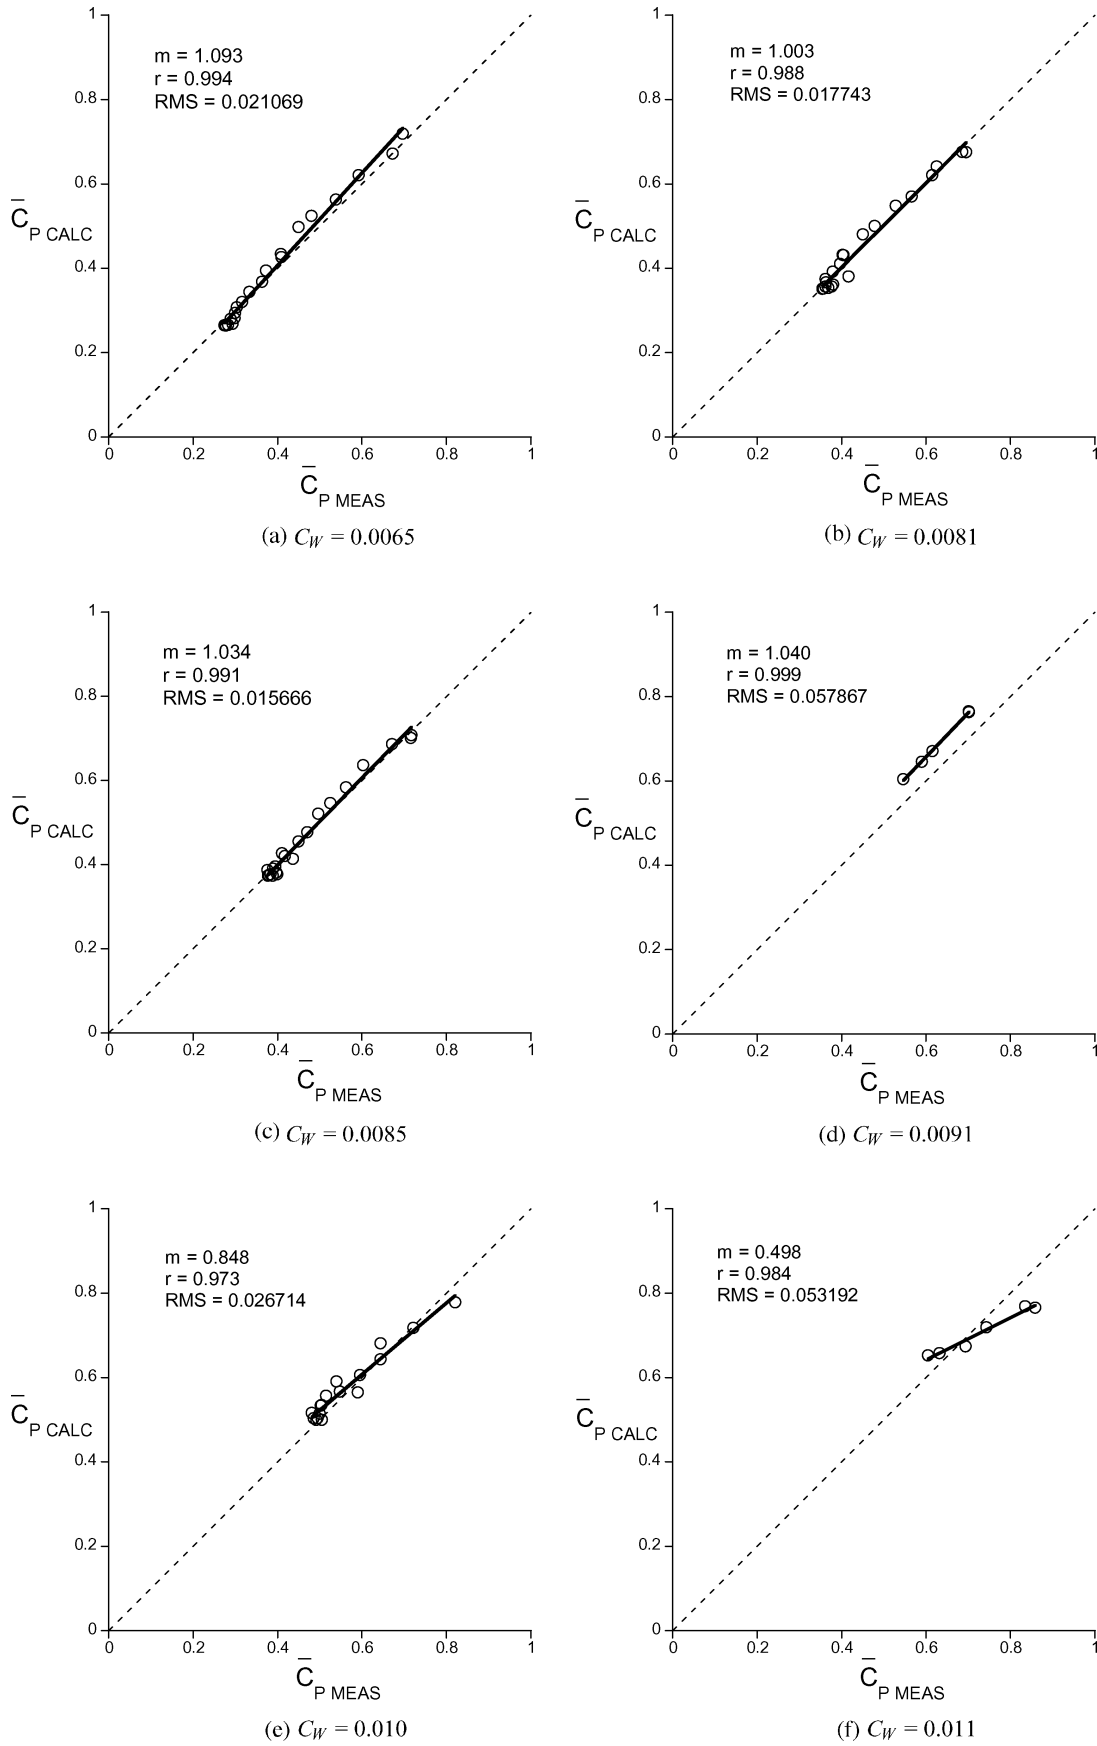 1
m = 1.093
r = 0.994
RMS = 0.021069
0.8
0.6
C̅P CALC
0.4
0.2
0
0 0.2 0.4 0.6 0.8 1
C̅P MEAS
(a) CW = 0.0065
1
m = 1.003
r = 0.988
RMS = 0.017743
0.8
0.6
C̅P CALC
0.4
0.2
0
0 0.2 0.4 0.6 0.8 1
C̅P MEAS
(b) CW = 0.0081
1
m = 1.034
r = 0.991
RMS = 0.015666
0.8
0.6
C̅P CALC
0.4
0.2
0
0 0.2 0.4 0.6 0.8 1
C̅P MEAS
(c) CW = 0.0085
1
m = 1.040
r = 0.999
RMS = 0.057867
0.8
0.6
C̅P CALC
0.4
0.2
0
0 0.2 0.4 0.6 0.8 1
C̅P MEAS
(d) CW = 0.0091
1
m = 0.848
r = 0.973
RMS = 0.026714
0.8
0.6
C̅P CALC
0.4
0.2
0
0 0.2 0.4 0.6 0.8 1
C̅P MEAS
(e) CW = 0.010
1
m = 0.498
r = 0.984
RMS = 0.053192
0.8
0.6
C̅P CALC
0.4
0.2
0
0 0.2 0.4 0.6 0.8 1
C̅P MEAS
(f) CW = 0.011